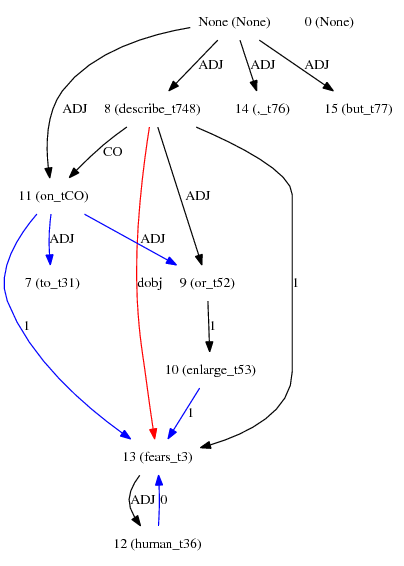 None (None) 0 (None)
ADJ ADJ ADJ
ADJ 8 (describe_t748) 14 (._t76) 15 (but_t77)
CO
11 (on_tCO) ADJ
ADJ ADJ
7 (to_t31) dobj 9 (or_t52) 1
1 1
10 (enlarge_t53)
1
13 (fears_t3)
ADJ 0
12 (human_t36)